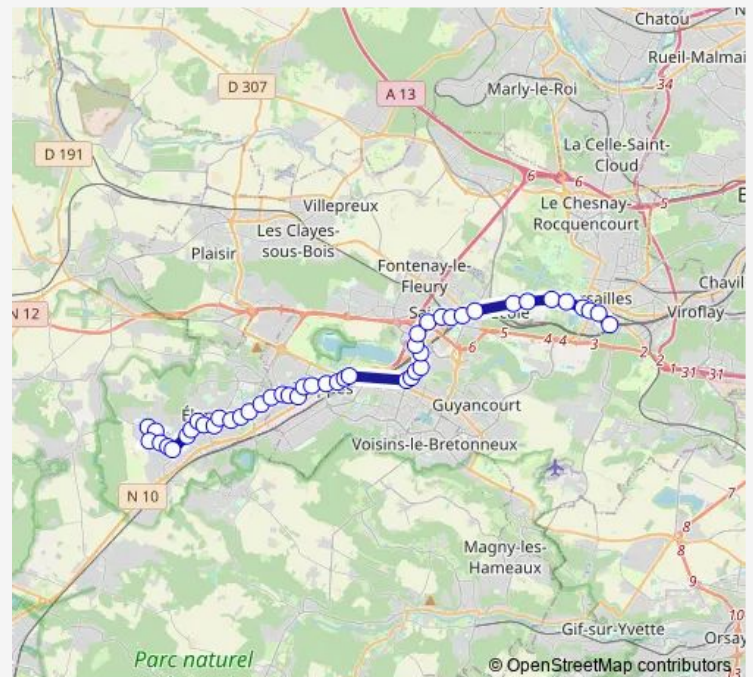 Chatou
Rueil-Malmai
D 307
A 13
Marly-le-Roi
34
D 191
La Celle-Saint-
Cloud
6
6
Villepreux
Le Chesnay-
Rocquencourt
5
Les Clayes-
sous-Bois
Plaisir
Fontenay-le-
Fleury
Chavil
N 12
Viroflay
5
4 4
3
2
6
2
1 31
31
Guyancourt
Voisins-le-Bretonneux
N 10
7
8
8
Magny-les-
Hameaux
9
10
Gif-sur-Yvette
Orsay
Parc naturel
© OpenStreetMap contributors